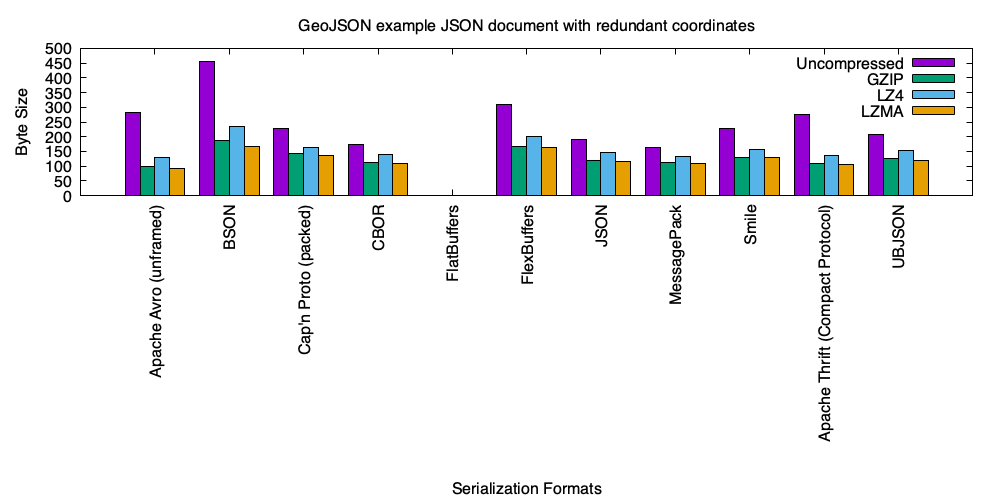 GeoJSON example JSON document with redundant coordinates
Byte Size
500
450
400
350
300
250
200
150
100
50
0
Uncompressed
GZIP
LZ4
LZMA
Apache Avro (unframed)
BSON
Cap'n Proto (packed)
CBOR
FlatBuffers
FlexBuffers
JSON
MessagePack
Smile
Apache Thrift (Compact Protocol)
UBJSON
Serialization Formats